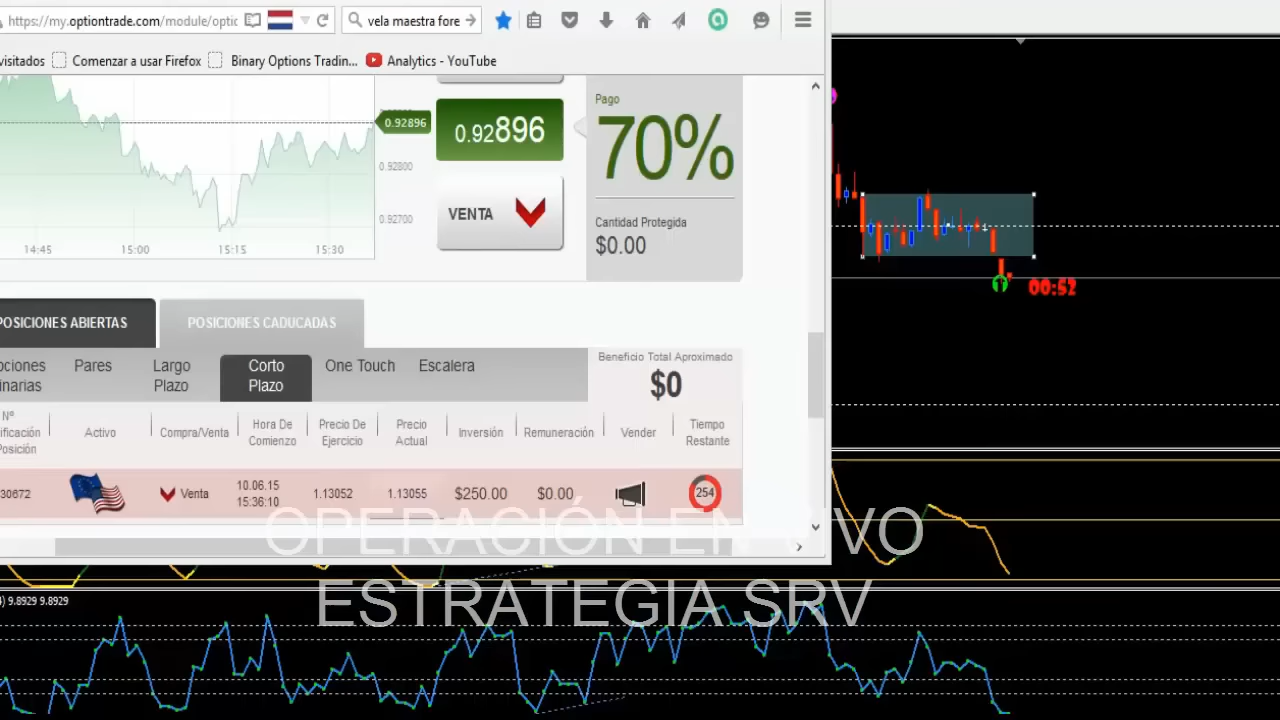 https://my.optiontrade.com/module/optic
vela maestra fore
visitados
Comenzar a usar Firefox
Binary Options Tradin...
Analytics - YouTube
0.92896
0.92800
0.92700
14:45
15:00
15:15
15:30
0.92896
VENTA
Pago
70%
Cantidad Protegida
$0.00
00:52
POSICIONES ABIERTAS
POSICIONES CADUCADAS
Pares
Largo
Plazo
Corto
Plazo
One Touch
Escalera
Beneficio Total Aproximado
$0
Nº
Activo
Compra/Venta
Hora De
Comienzo
Precio De
Ejercicio
Precio
Actual
Inversión
Remuneración
Vender
Tiempo
Restante
30672
Venta
10.06.15
15:36:10
1.13052
1.13055
$250.00
$0.00
254
OPERACIÓN EN VIVO
ESTRATEGIA SRV
9.8929 9.8929